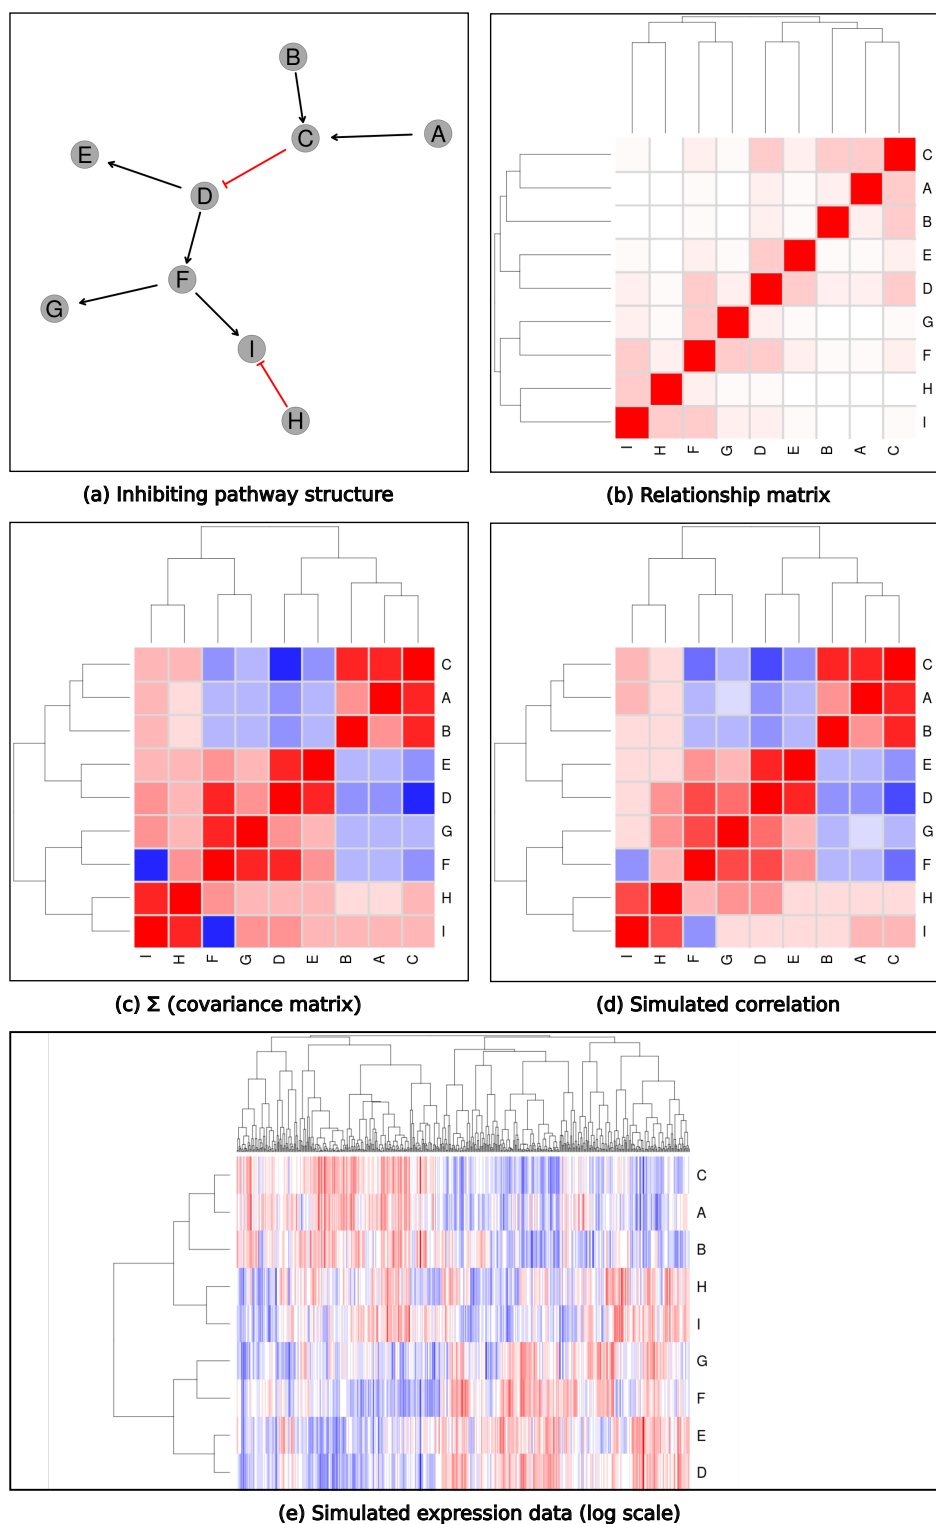 B
C
A
E
D
F
G
I
H
(a) Inhibiting pathway structure
C
A
B
E
D
G
F
H
I
I H F G D E B A C
(b) Relationship matrix
C
A
B
E
D
G
F
H
I
I H F G D E B A C
(c) Σ (covariance matrix)
C
A
B
E
D
G
F
H
I
I H F G D E B A C
(d) Simulated correlation
C
A
B
H
I
G
F
E
D
(e) Simulated expression data (log scale)